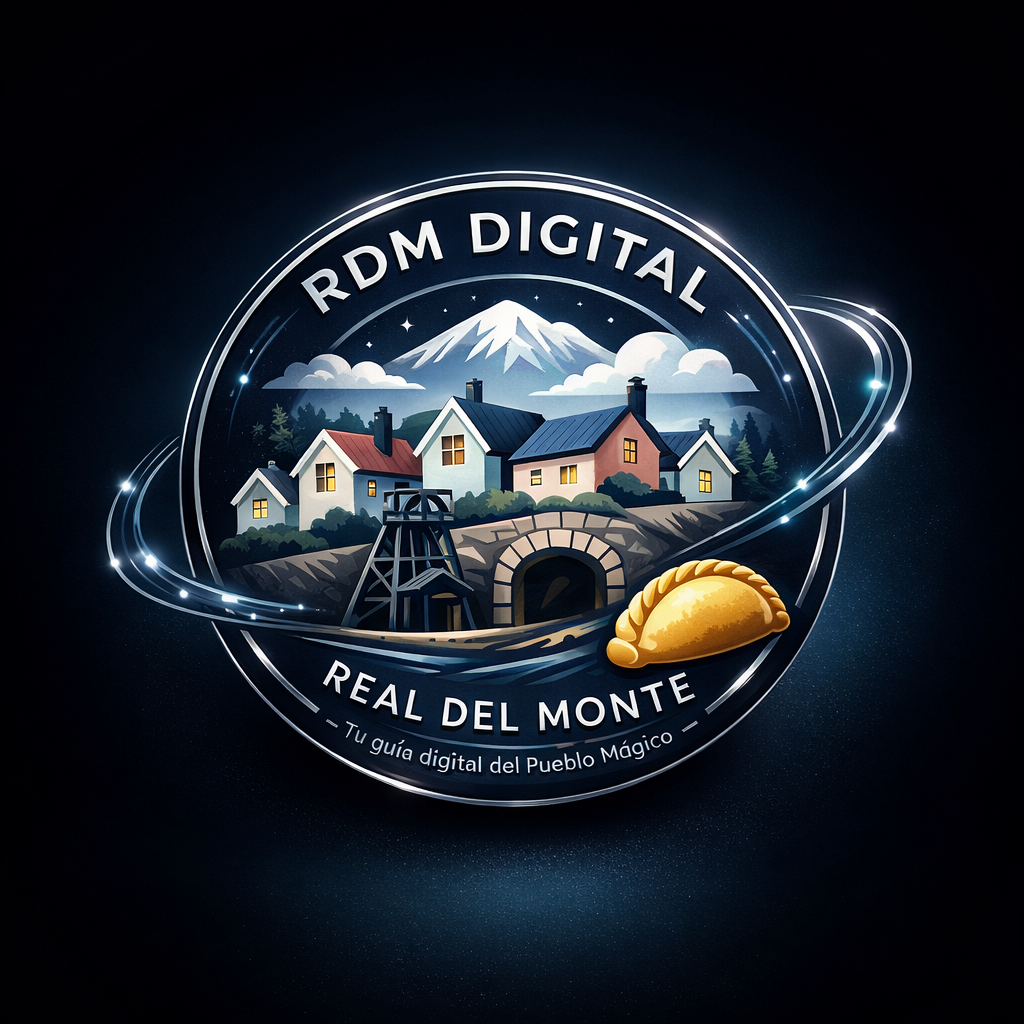 RDM DIGITAL
REAL DEL MONTE
– Tu guía digital del Pueblo Mágico –